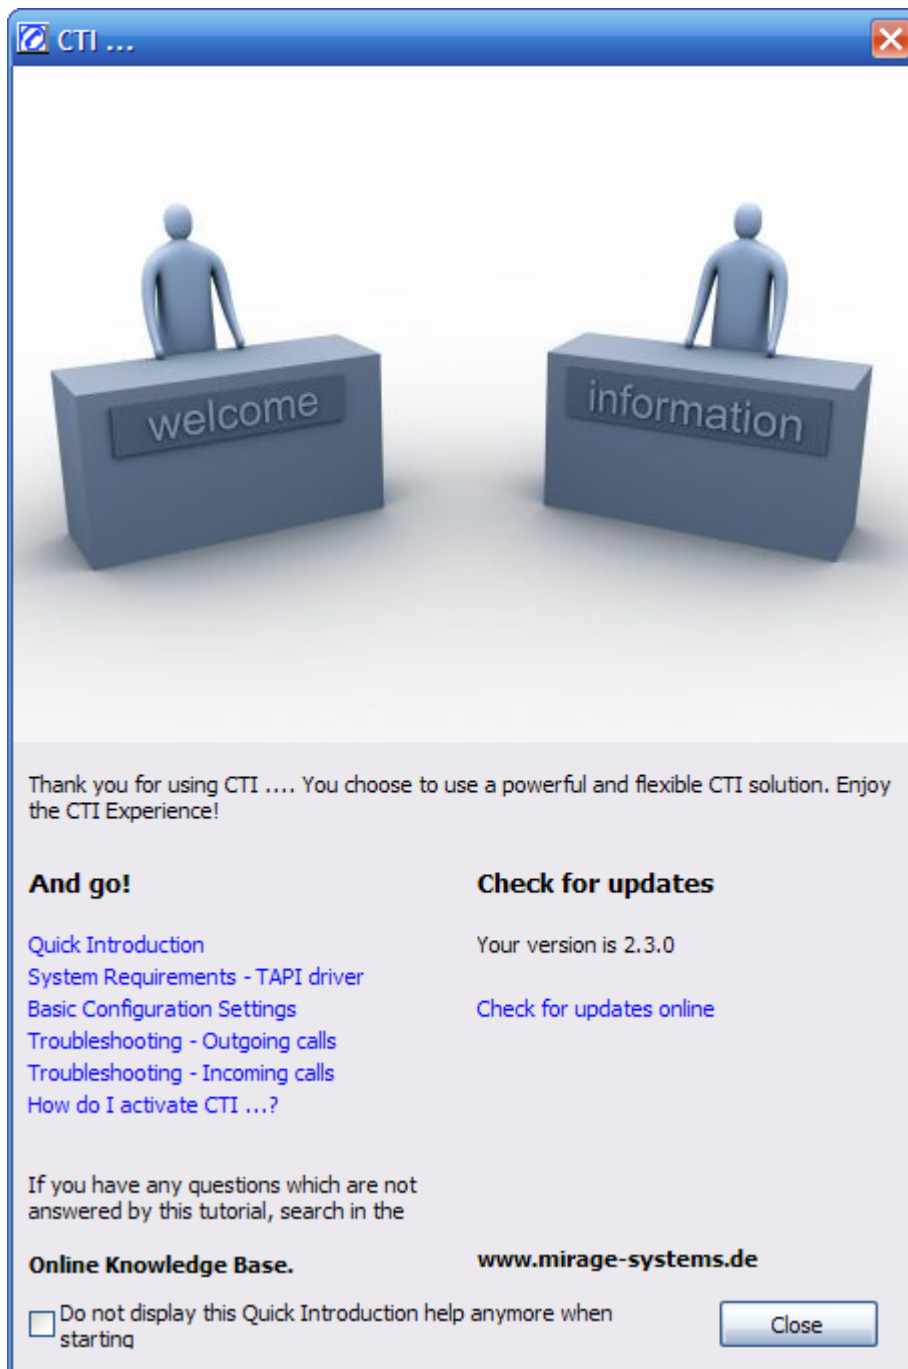 CTI ...
welcome
information
Thank you for using CTI .... You choose to use a powerful and flexible CTI solution. Enjoy
the CTI Experience!
And go!
Quick Introduction
System Requirements - TAPI driver
Basic Configuration Settings
Troubleshooting - Outgoing calls
Troubleshooting - Incoming calls
How do I activate CTI ...?
Check for updates
Your version is 2.3.0
Check for updates online
If you have any questions which are not
answered by this tutorial, search in the
Online Knowledge Base.
www.mirage-systems.de
Do not display this Quick Introduction help anymore when
starting
Close